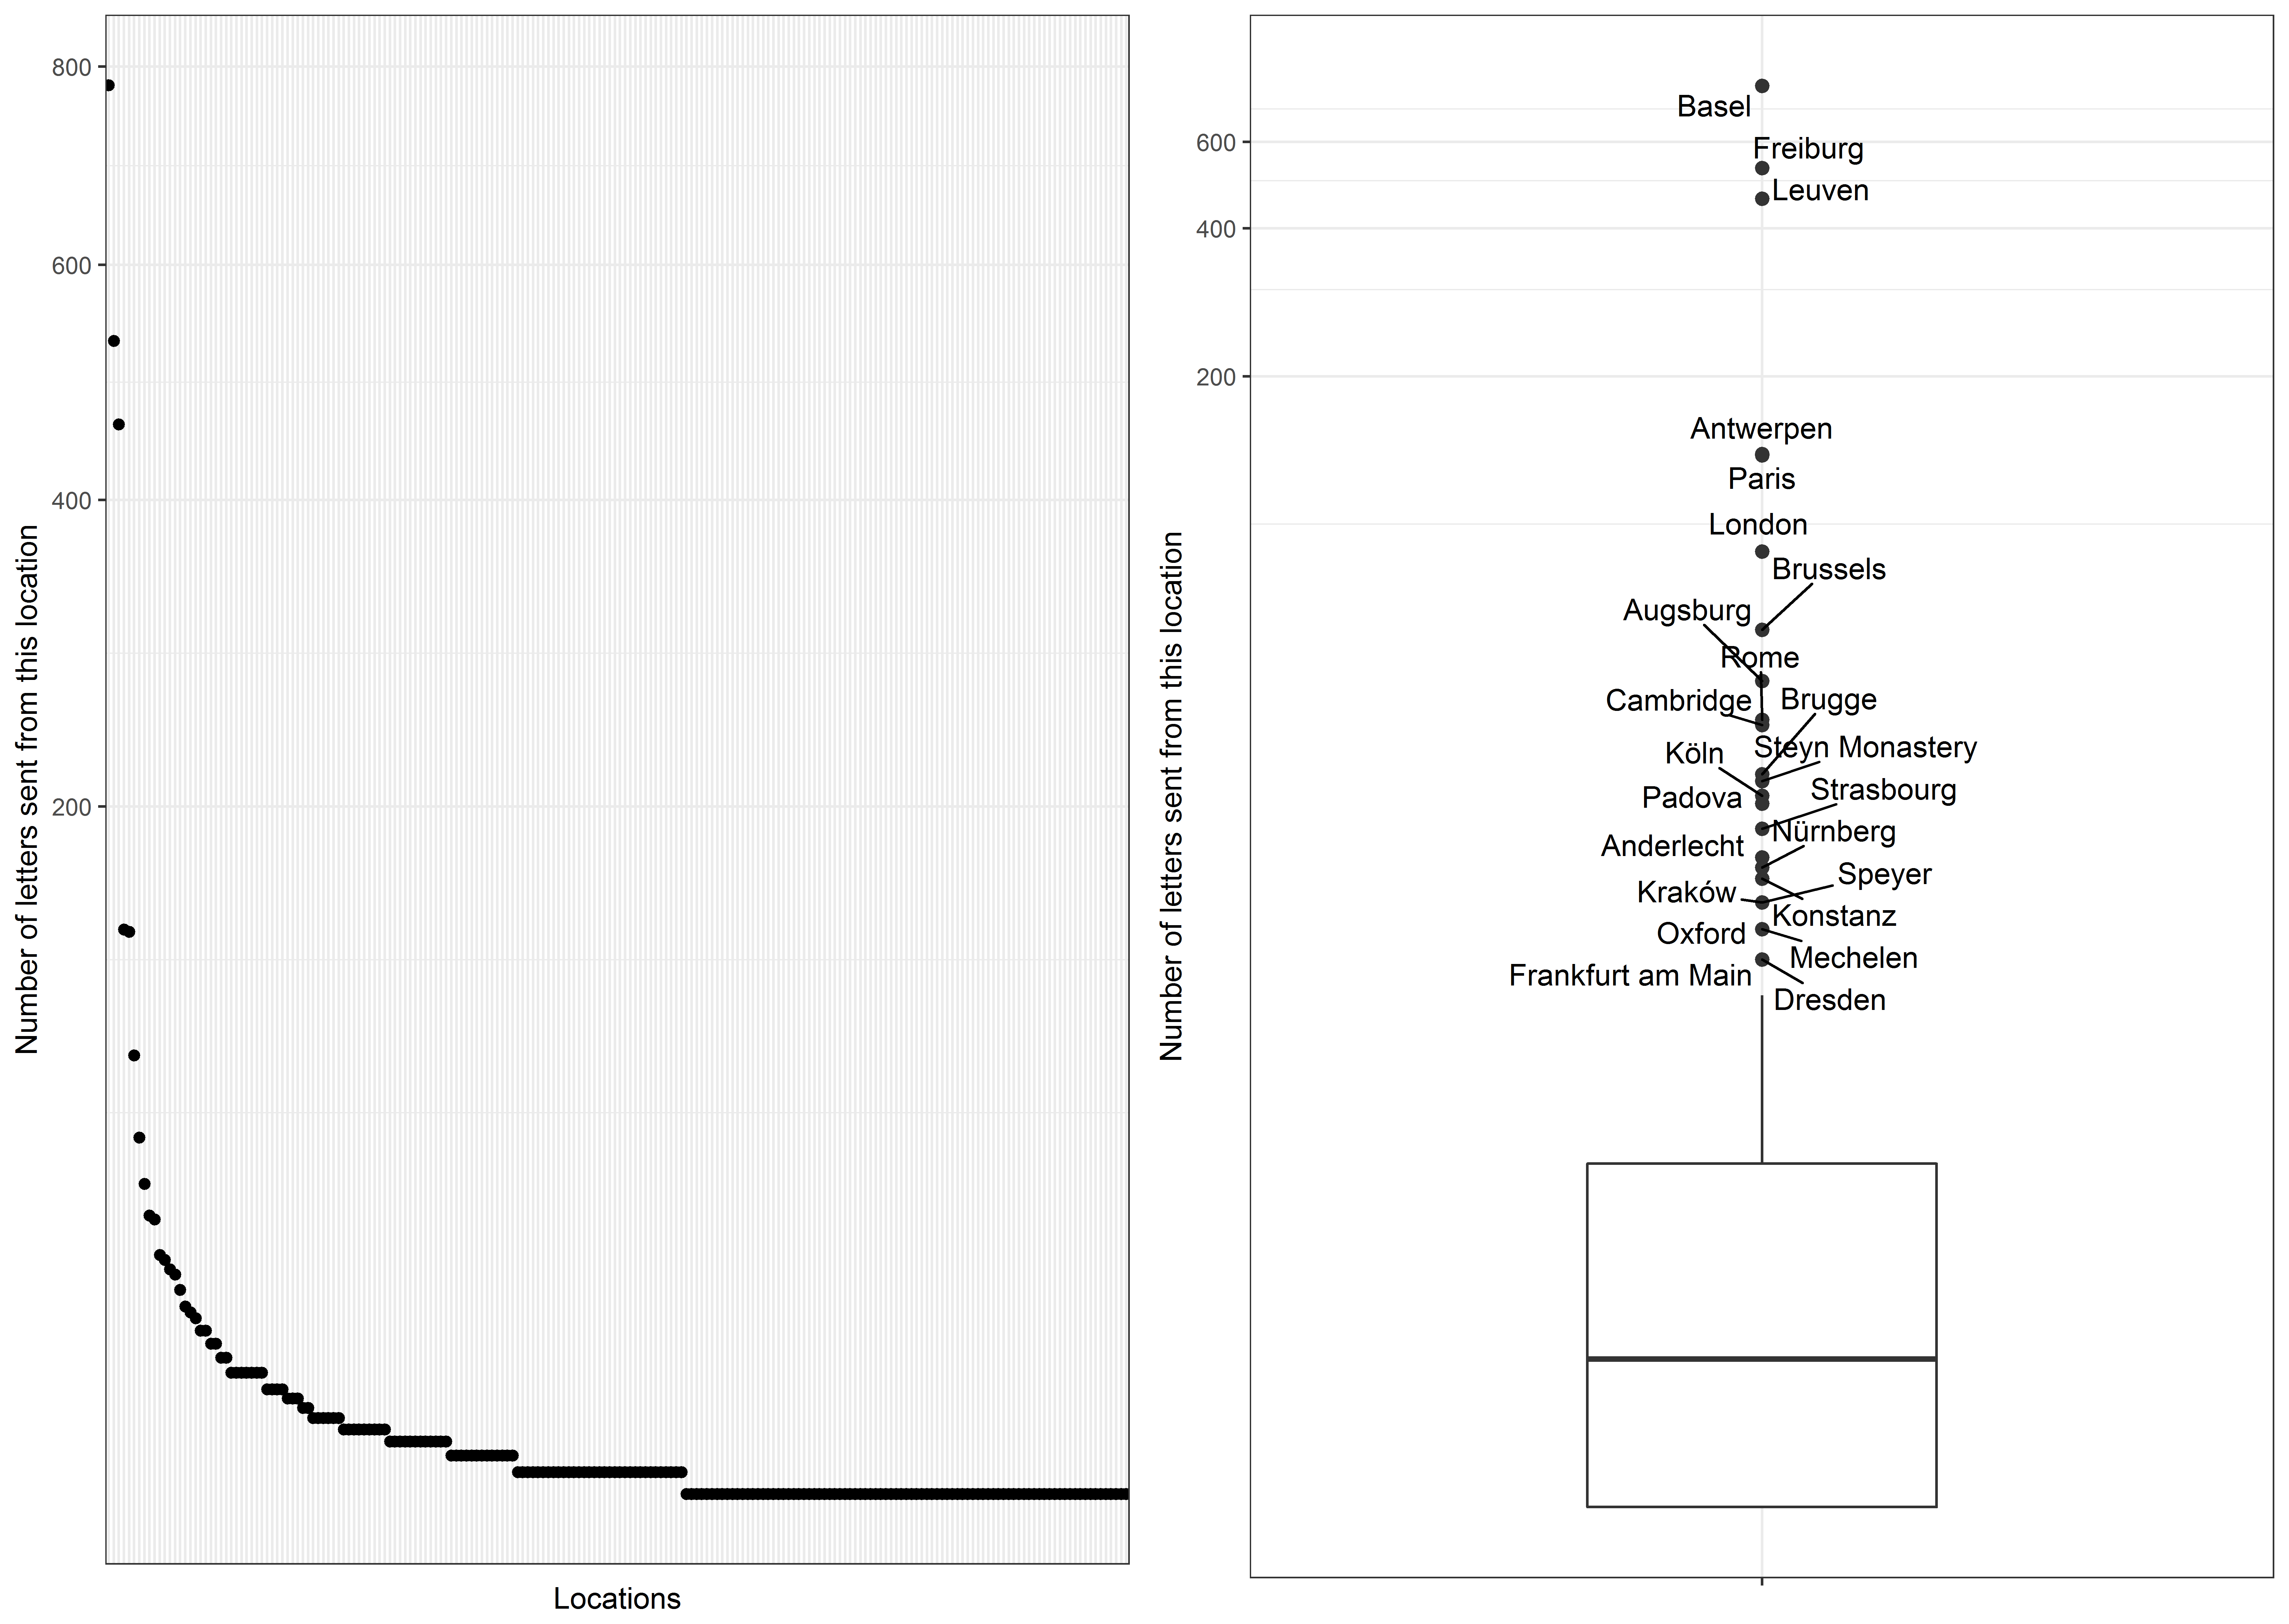 800
600
400
200
Number of letters sent from this location
Locations
600
400
200
Number of letters sent from this location
Basel
Freiburg
Leuven
Antwerpen
Paris
London
Brussels
Augsburg
Rome
Cambridge
Brugge
Steyn Monastery
Köln
Strasbourg
Padova
Nürnberg
Anderlecht
Speyer
Kraków
Konstanz
Oxford
Mechelen
Frankfurt am Main
Dresden